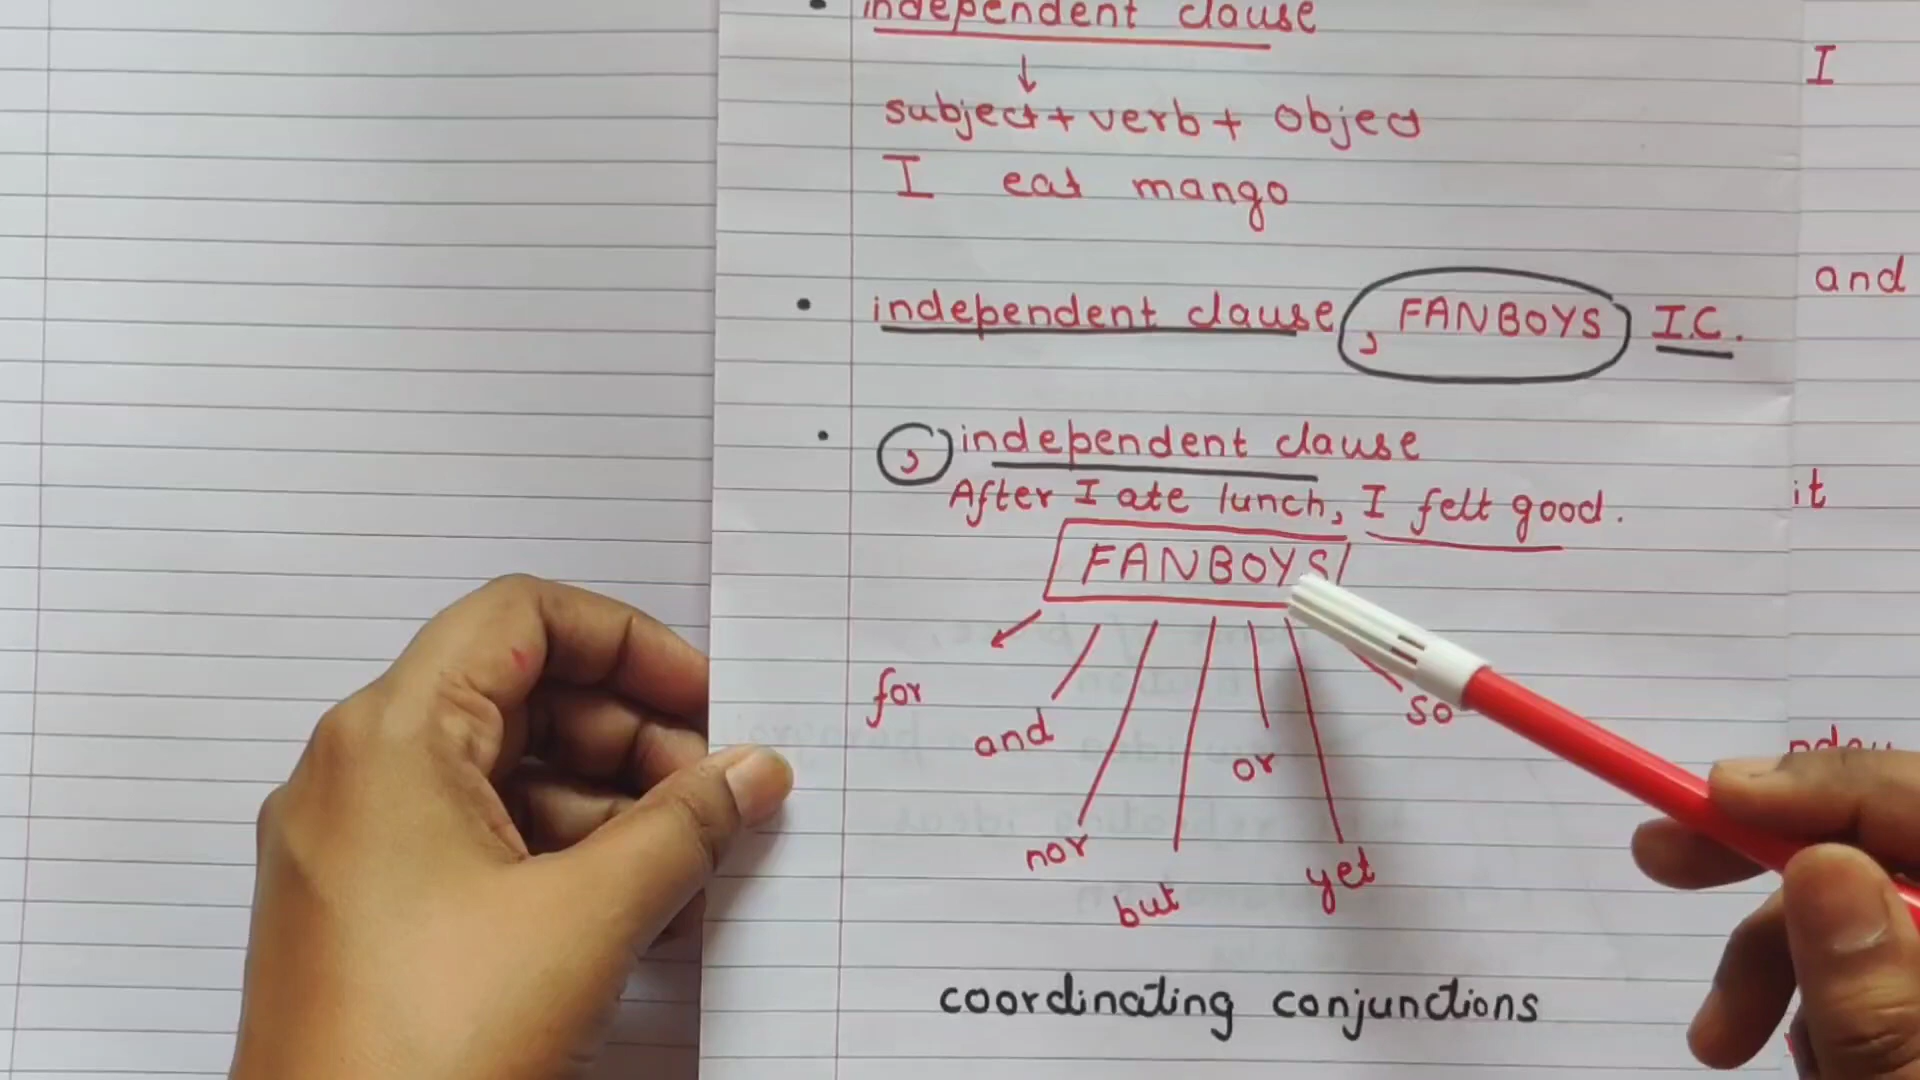 • independent clause
↓
subject + verb + object
I eat mango
• independent clause, FANBOYS I.C.
• , independent clause
After I ate lunch, I felt good.
FANBOYS
for
and
nor
but
or
yet
so
coordinating conjunctions
I
and
it